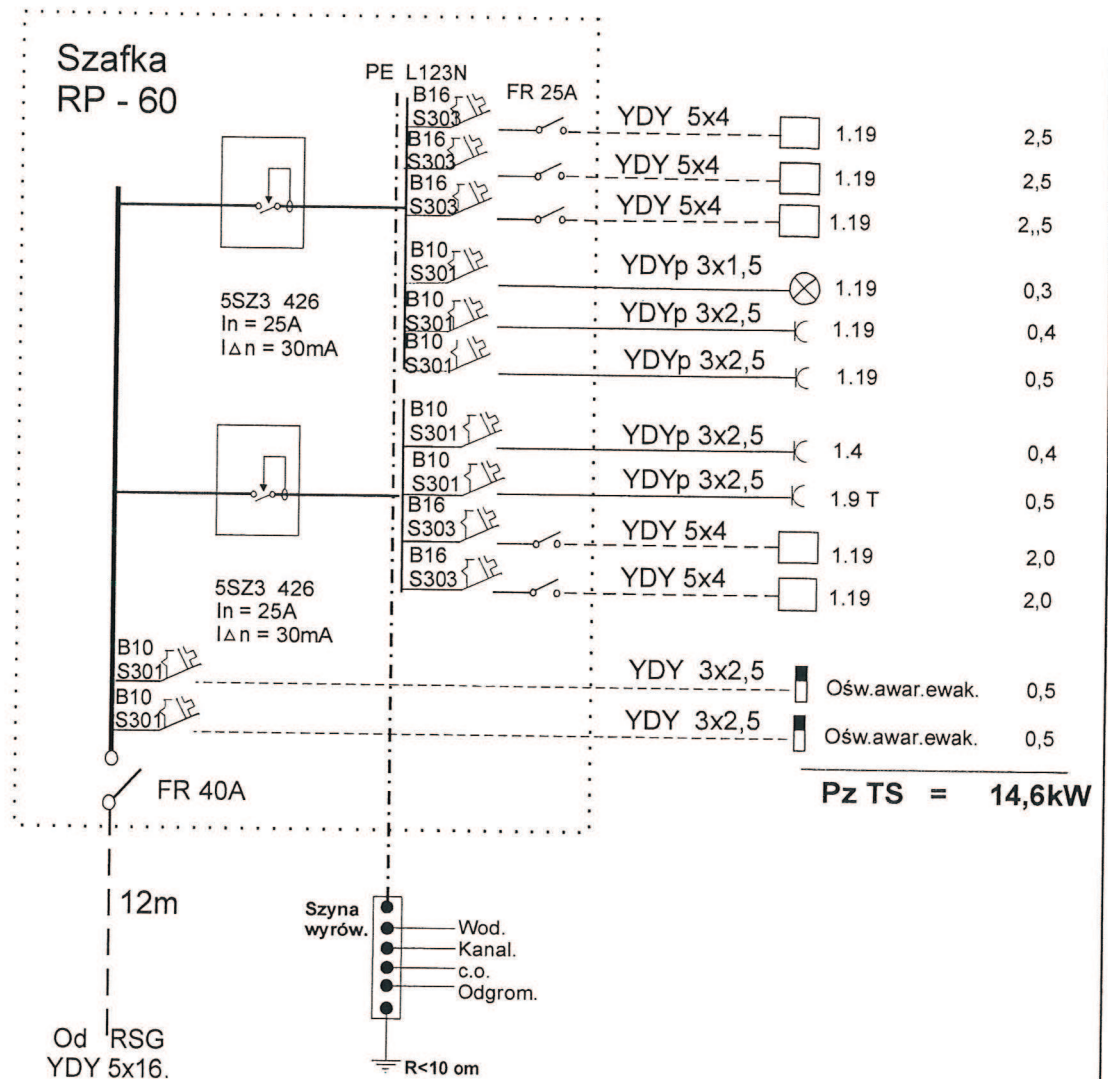 Szafka
RP - 60
PE L123N
FR 25A
B16
S303
YDY 5x4
1.19
2,5
B16
S303
YDY 5x4
1.19
2,5
B16
S303
YDY 5x4
1.19
2,,5
5SZ3 426
In = 25A
I∆n = 30mA
B10
S301
YDYp 3x1,5
1.19
0,3
B10
S301
YDYp 3x2,5
1.19
0,4
B10
S301
YDYp 3x2,5
1.19
0,5
B10
S301
YDYp 3x2,5
1.4
0,4
B10
S301
YDYp 3x2,5
1.9 T
0,5
B16
S303
YDY 5x4
1.19
2,0
B16
S303
YDY 5x4
1.19
2,0
5SZ3 426
In = 25A
I∆n = 30mA
B10
S301
YDY 3x2,5
Ośw.awar.ewak.
0,5
B10
S301
YDY 3x2,5
Ośw.awar.ewak.
0,5
FR 40A
Pz TS = 14,6kW
12m
Szyna
wyrów.
Wod.
Kanal.
c.o.
Odgrom.
Od RSG
YDY 5x16.
R<10 om